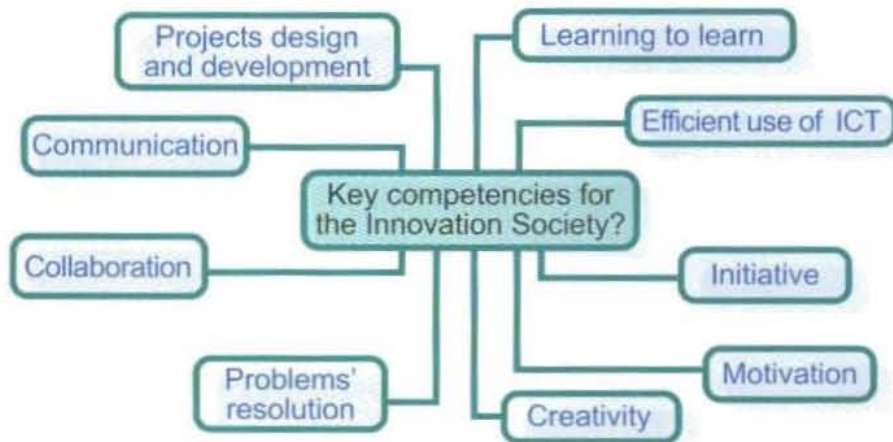 Projects design
and development
Learning to learn
Communication
Efficient use of ICT
Key competencies for
the Innovation Society?
Collaboration
Initiative
Problems'
resolution
Motivation
Creativity